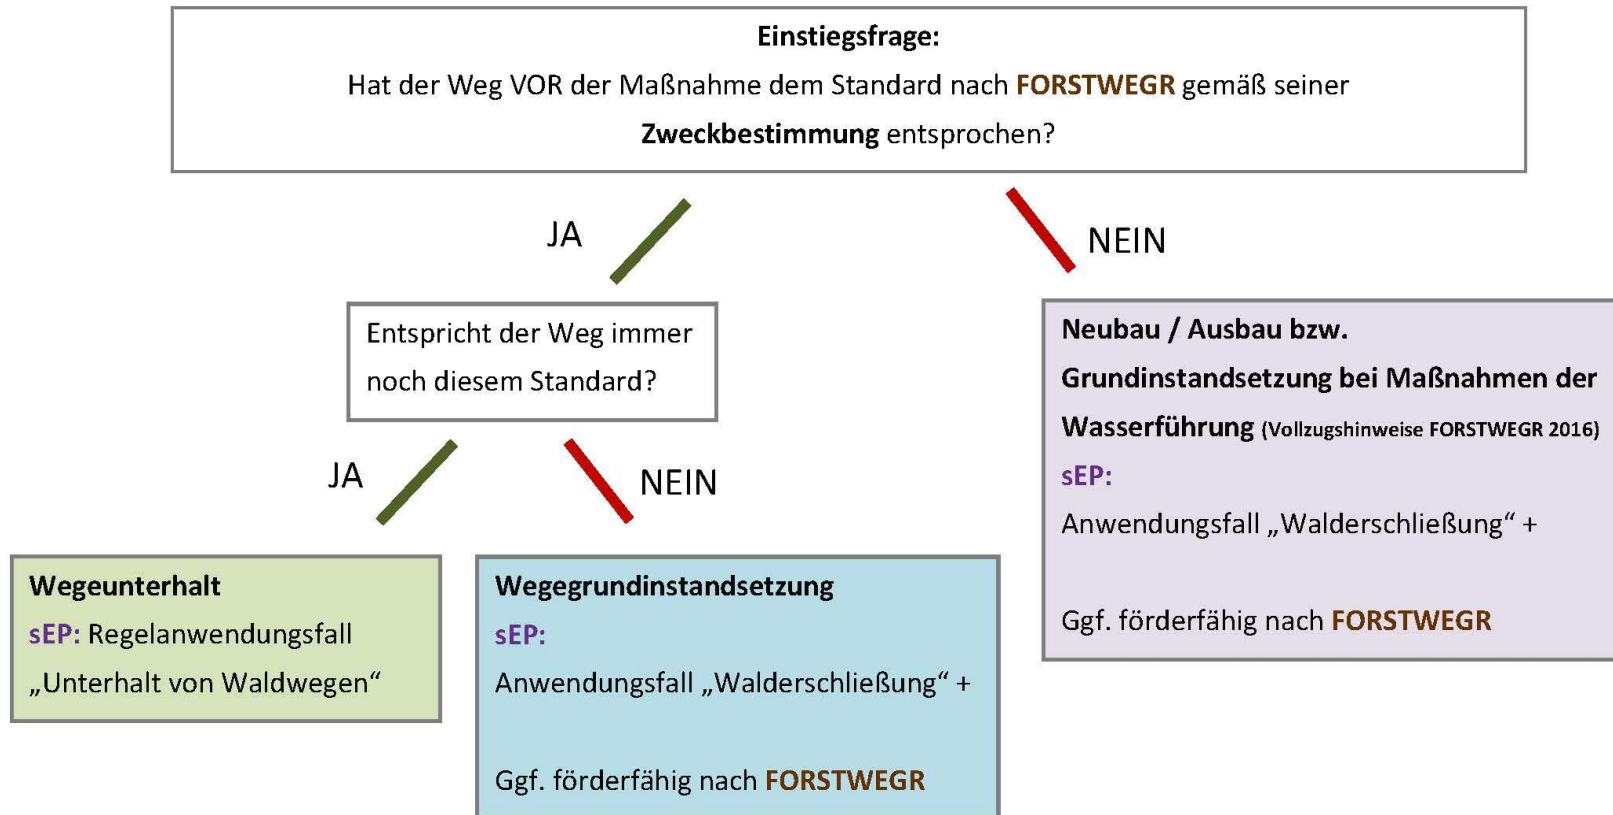 Einstiegsfrage:
Hat der Weg VOR der Maßnahme dem Standard nach FORSTWEGR gemäß seiner
Zweckbestimmung entsprochen?
JA
NEIN
Entspricht der Weg immer
noch diesem Standard?
JA
NEIN
Neubau / Ausbau bzw.
Grundinstandsetzung bei Maßnahmen der
Wasserführung (Vollzugshinweise FORSTWEGR 2016)
sEP:
Anwendungsfall „Walderschließung“ +
Ggf. förderfähig nach FORSTWEGR
Wegeunterhalt
sEP: Regelanwendungsfall
„Unterhalt von Waldwegen“
Wegegrundinstandsetzung
sEP:
Anwendungsfall „Walderschließung“ +
Ggf. förderfähig nach FORSTWEGR